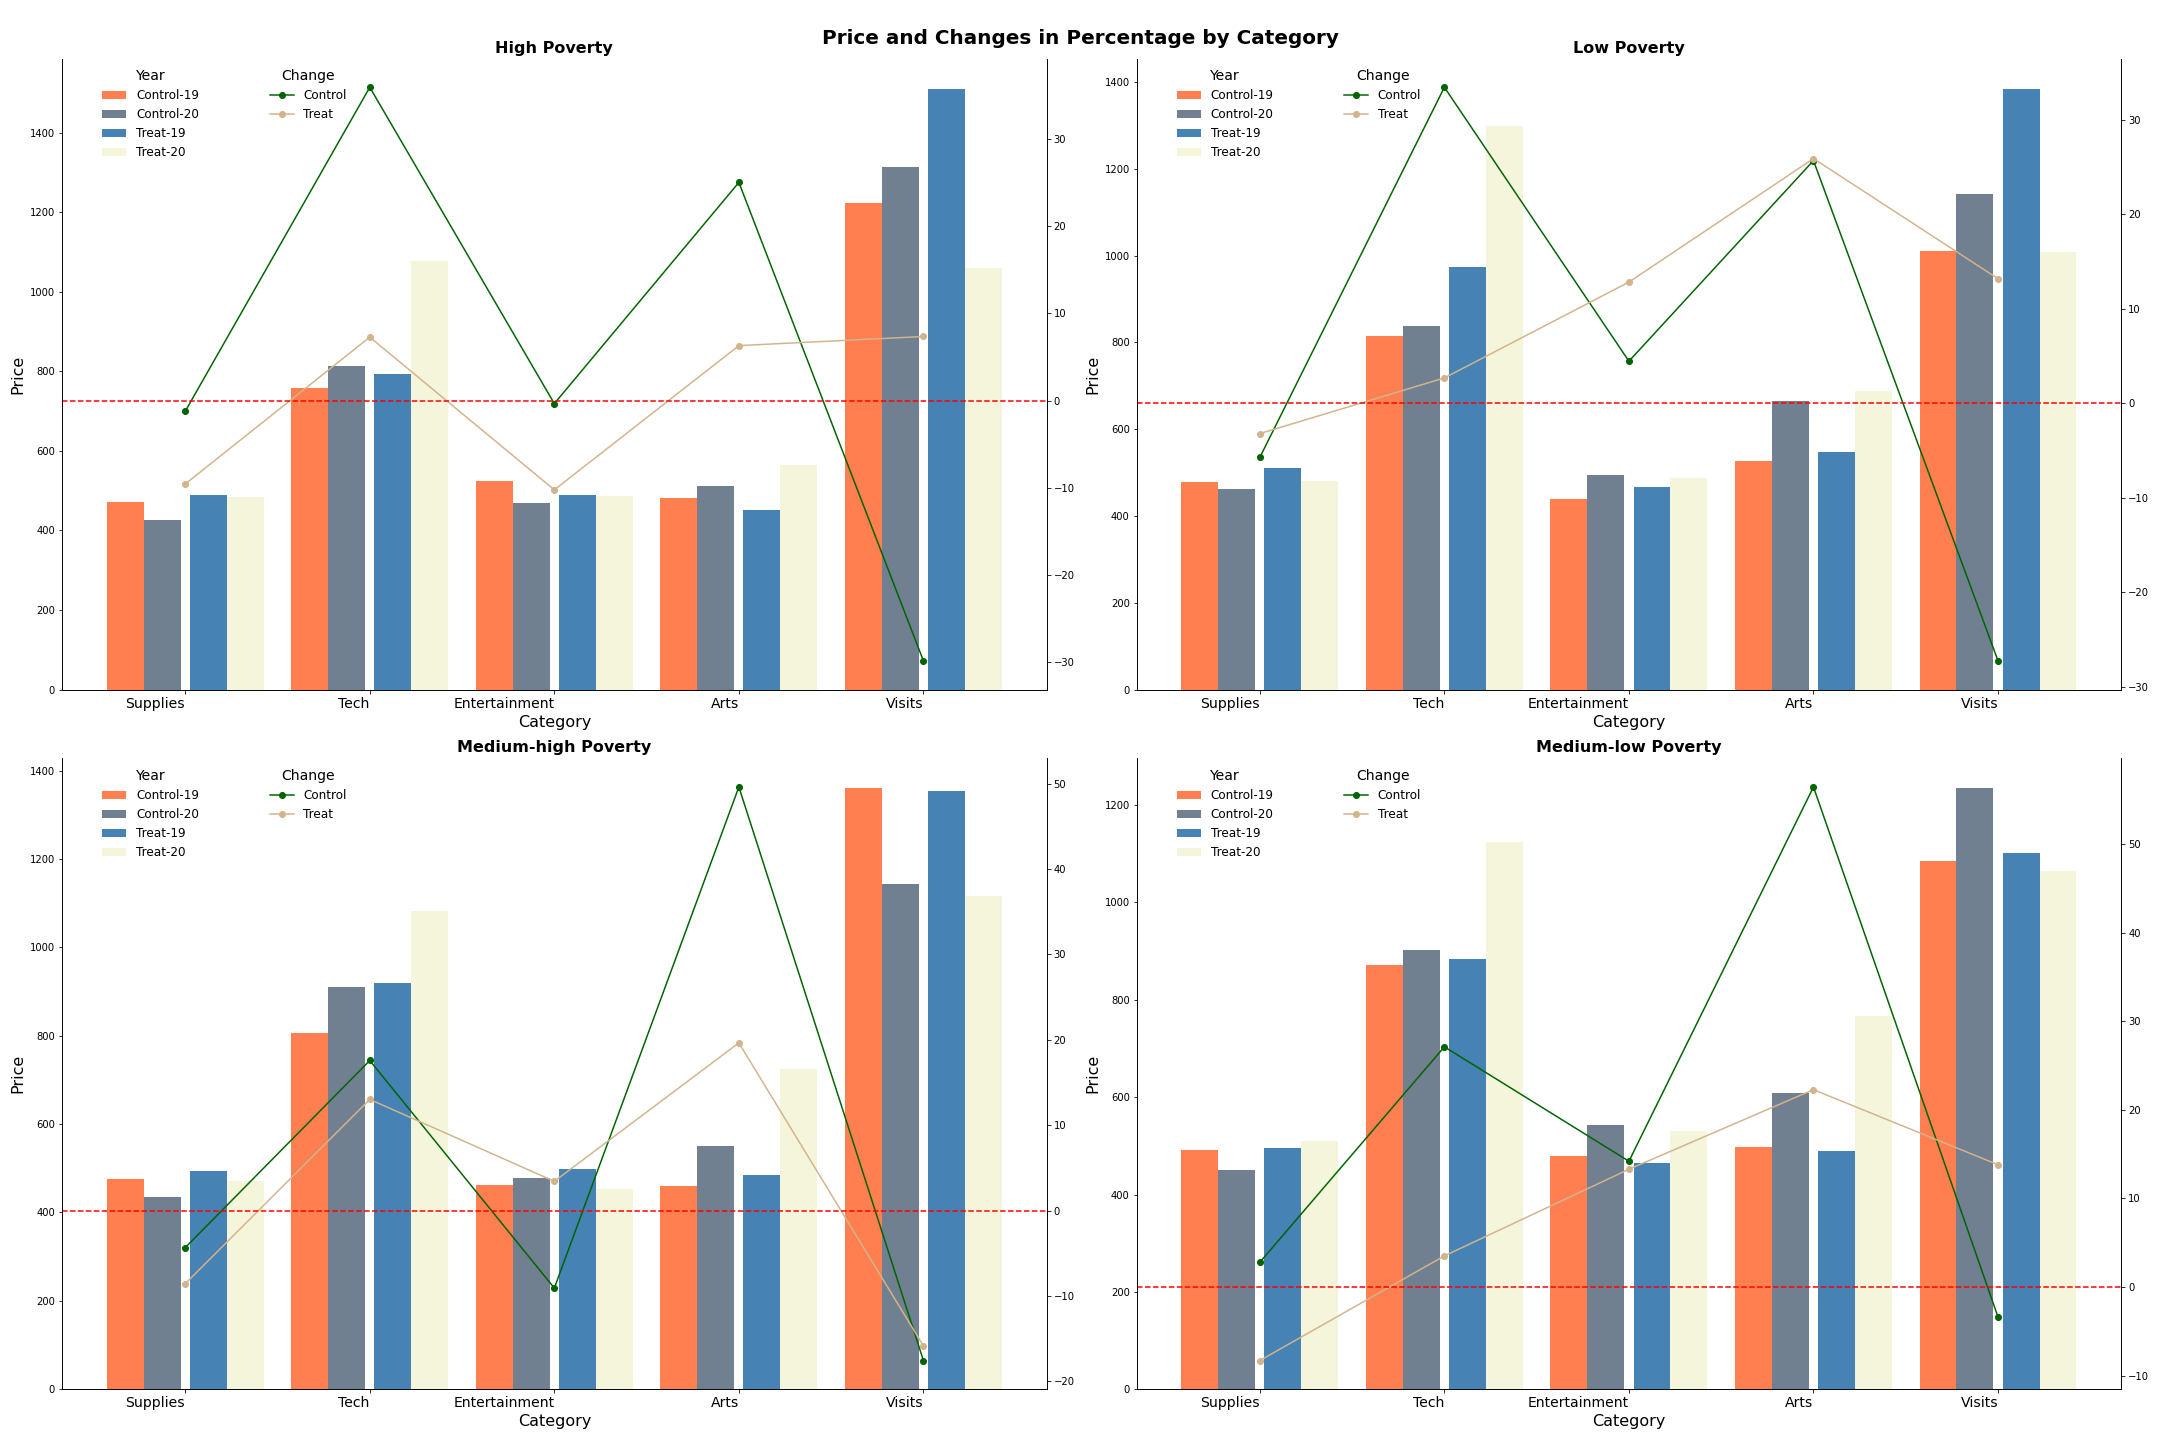 Price and Changes in Percentage by Category
High Poverty
Year
Control-19
Control-20
Treat-19
Treat-20
Change
Control
Treat
Price
1400
1200
1000
800
600
400
200
0
30
20
10
0
−10
−20
−30
Supplies
Tech
Entertainment
Arts
Visits
Category
Low Poverty
Year
Control-19
Control-20
Treat-19
Treat-20
Change
Control
Treat
Price
1400
1200
1000
800
600
400
200
0
30
20
10
0
−10
−20
−30
Supplies
Tech
Entertainment
Arts
Visits
Category
Medium-high Poverty
Year
Control-19
Control-20
Treat-19
Treat-20
Change
Control
Treat
Price
1400
1200
1000
800
600
400
200
0
50
40
30
20
10
0
−10
−20
Supplies
Tech
Entertainment
Arts
Visits
Category
Medium-low Poverty
Year
Control-19
Control-20
Treat-19
Treat-20
Change
Control
Treat
Price
1200
1000
800
600
400
200
0
50
40
30
20
10
0
−10
Supplies
Tech
Entertainment
Arts
Visits
Category